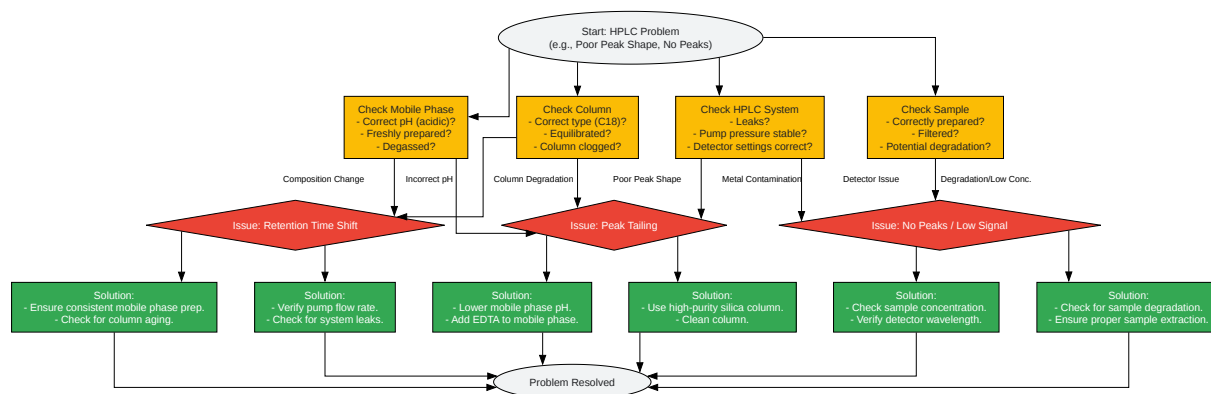 Start: HPLC Problem
(e.g., Poor Peak Shape, No Peaks)
Check Mobile Phase
- Correct pH (acidic)?
- Freshly prepared?
- Degassed?
Check Column
- Correct type (C18)?
- Equilibrated?
- Column clogged?
Check HPLC System
- Leaks?
- Pump pressure stable?
- Detector settings correct?
Check Sample
- Correctly prepared?
- Filtered?
- Potential degradation?
Composition Change
Incorrect pH
Column Degradation
Poor Peak Shape
Metal Contamination
Detector Issue
Degradation/Low Conc.
Issue: Retention Time Shift
Issue: Peak Tailing
Issue: No Peaks / Low Signal
Solution:
- Ensure consistent mobile phase prep.
- Check for column aging.
Solution:
- Verify pump flow rate.
- Check for system leaks.
Solution:
- Lower mobile phase pH.
- Add EDTA to mobile phase.
Solution:
- Use high-purity silica column.
- Clean column.
Solution:
- Check sample concentration.
- Verify detector wavelength.
Solution:
- Check for sample degradation.
- Ensure proper sample extraction.
Problem Resolved